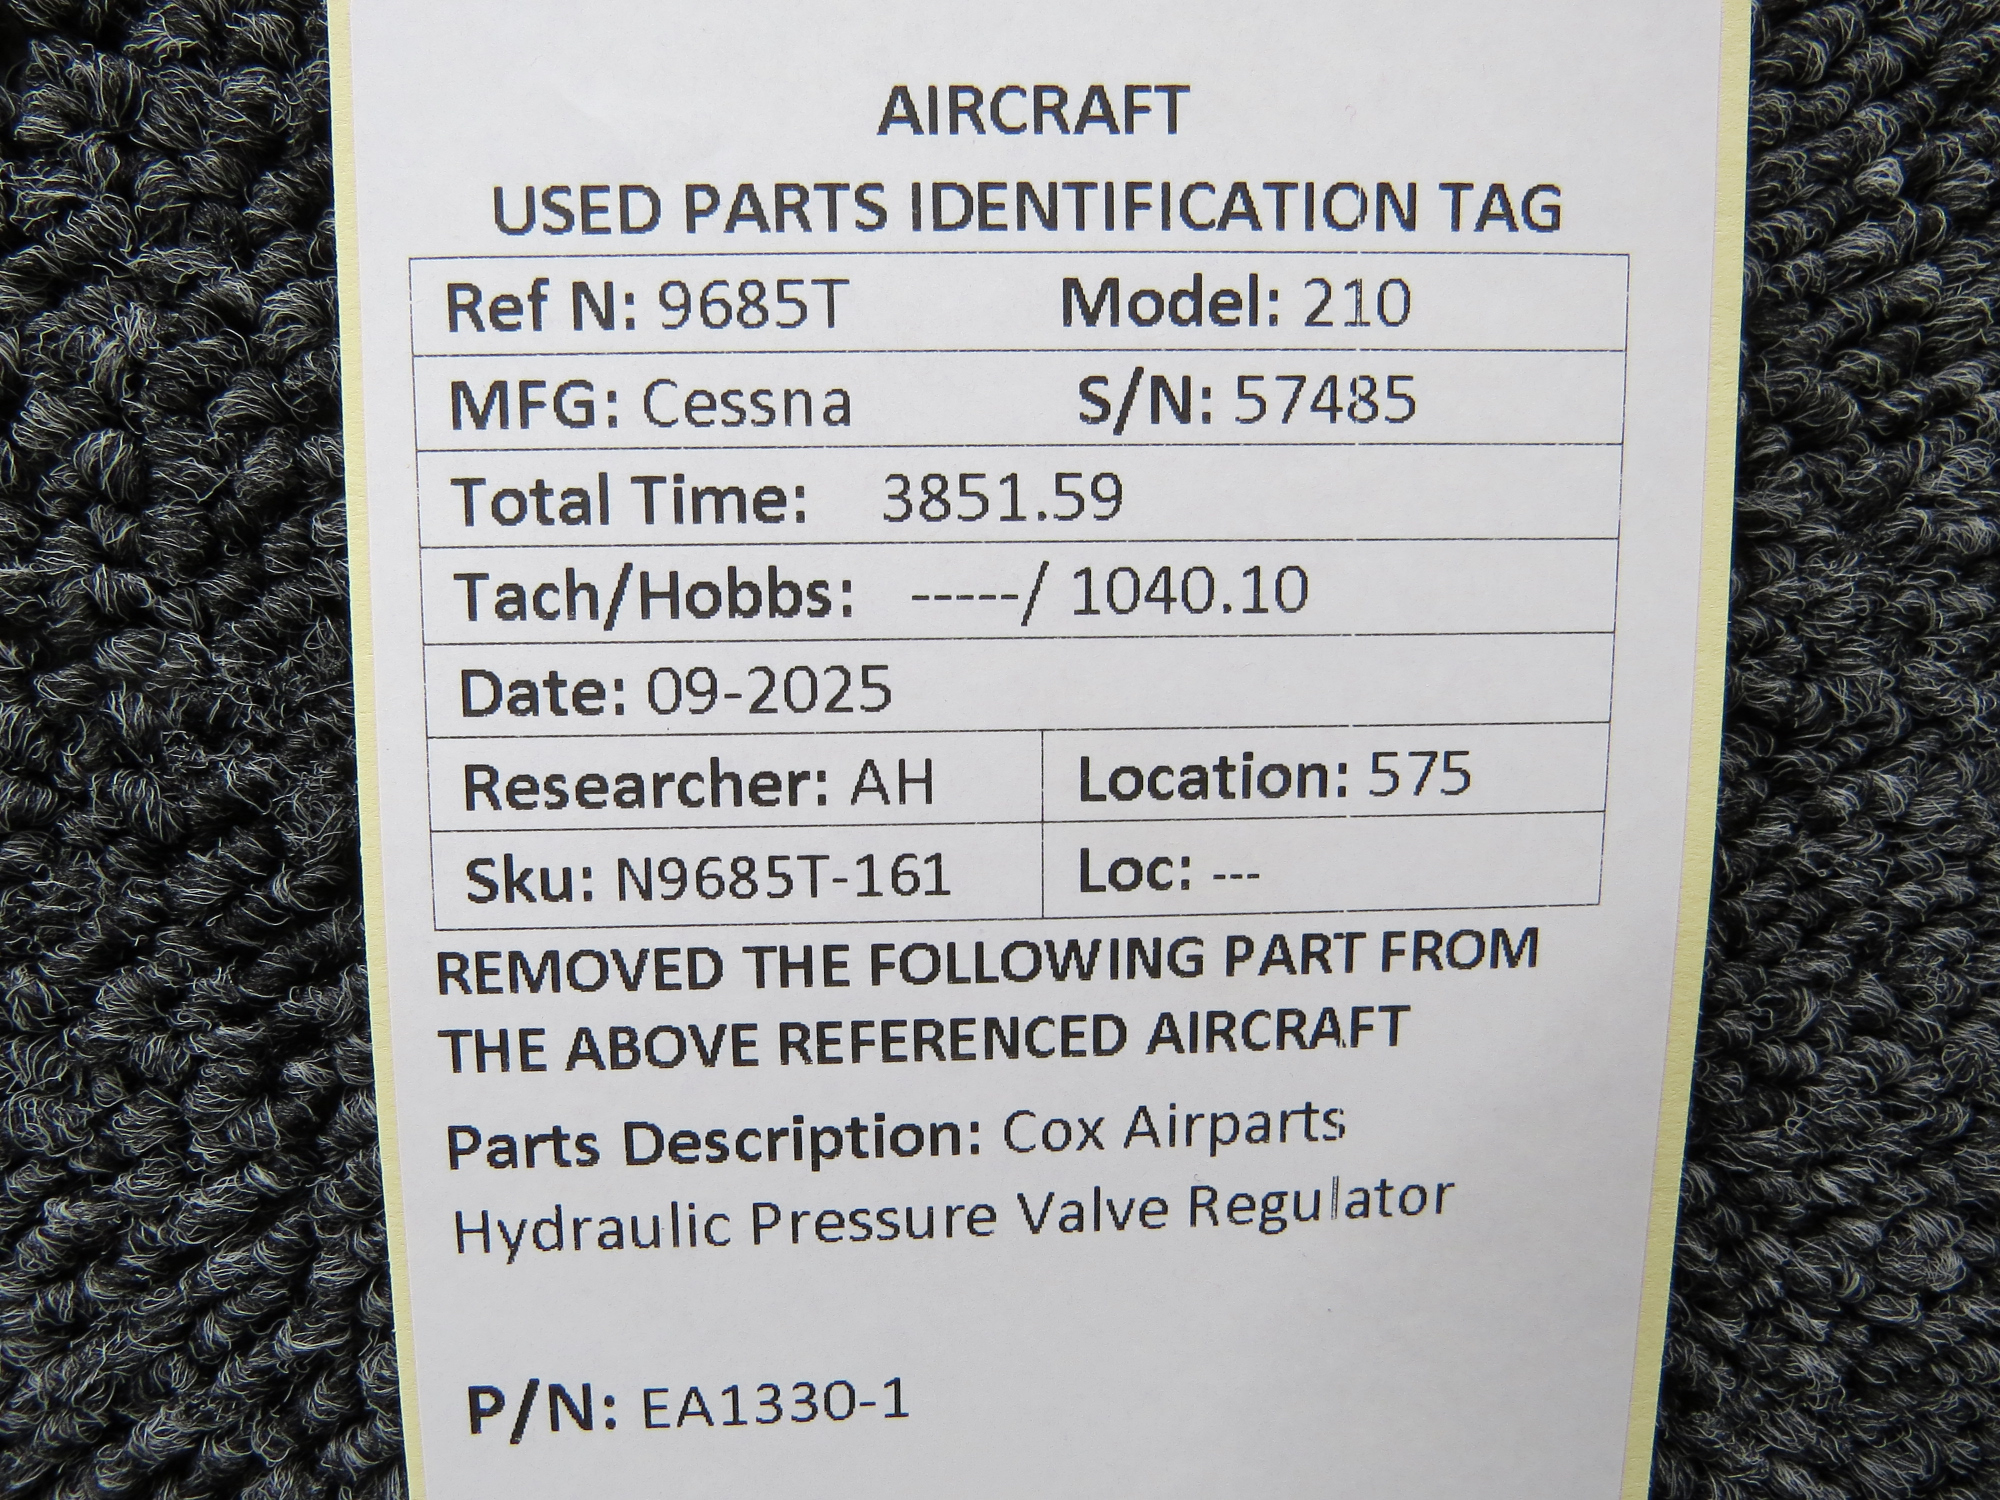 AIRCRAFT
USED PARTS IDENTIFICATION TAG
Ref N: 9685T Model: 210
MFG: Cessna S/N: 57485
Total Time: 3851.59
Tach/Hobbs: -----/ 1040.10
Date: 09-2025
Researcher: AH Location: 575
Sku: N9685T-161 Loc: ---
REMOVED THE FOLLOWING PART FROM
THE ABOVE REFERENCED AIRCRAFT
Parts Description: Cox Airparts
Hydraulic Pressure Valve Regulator
P/N: EA1330-1